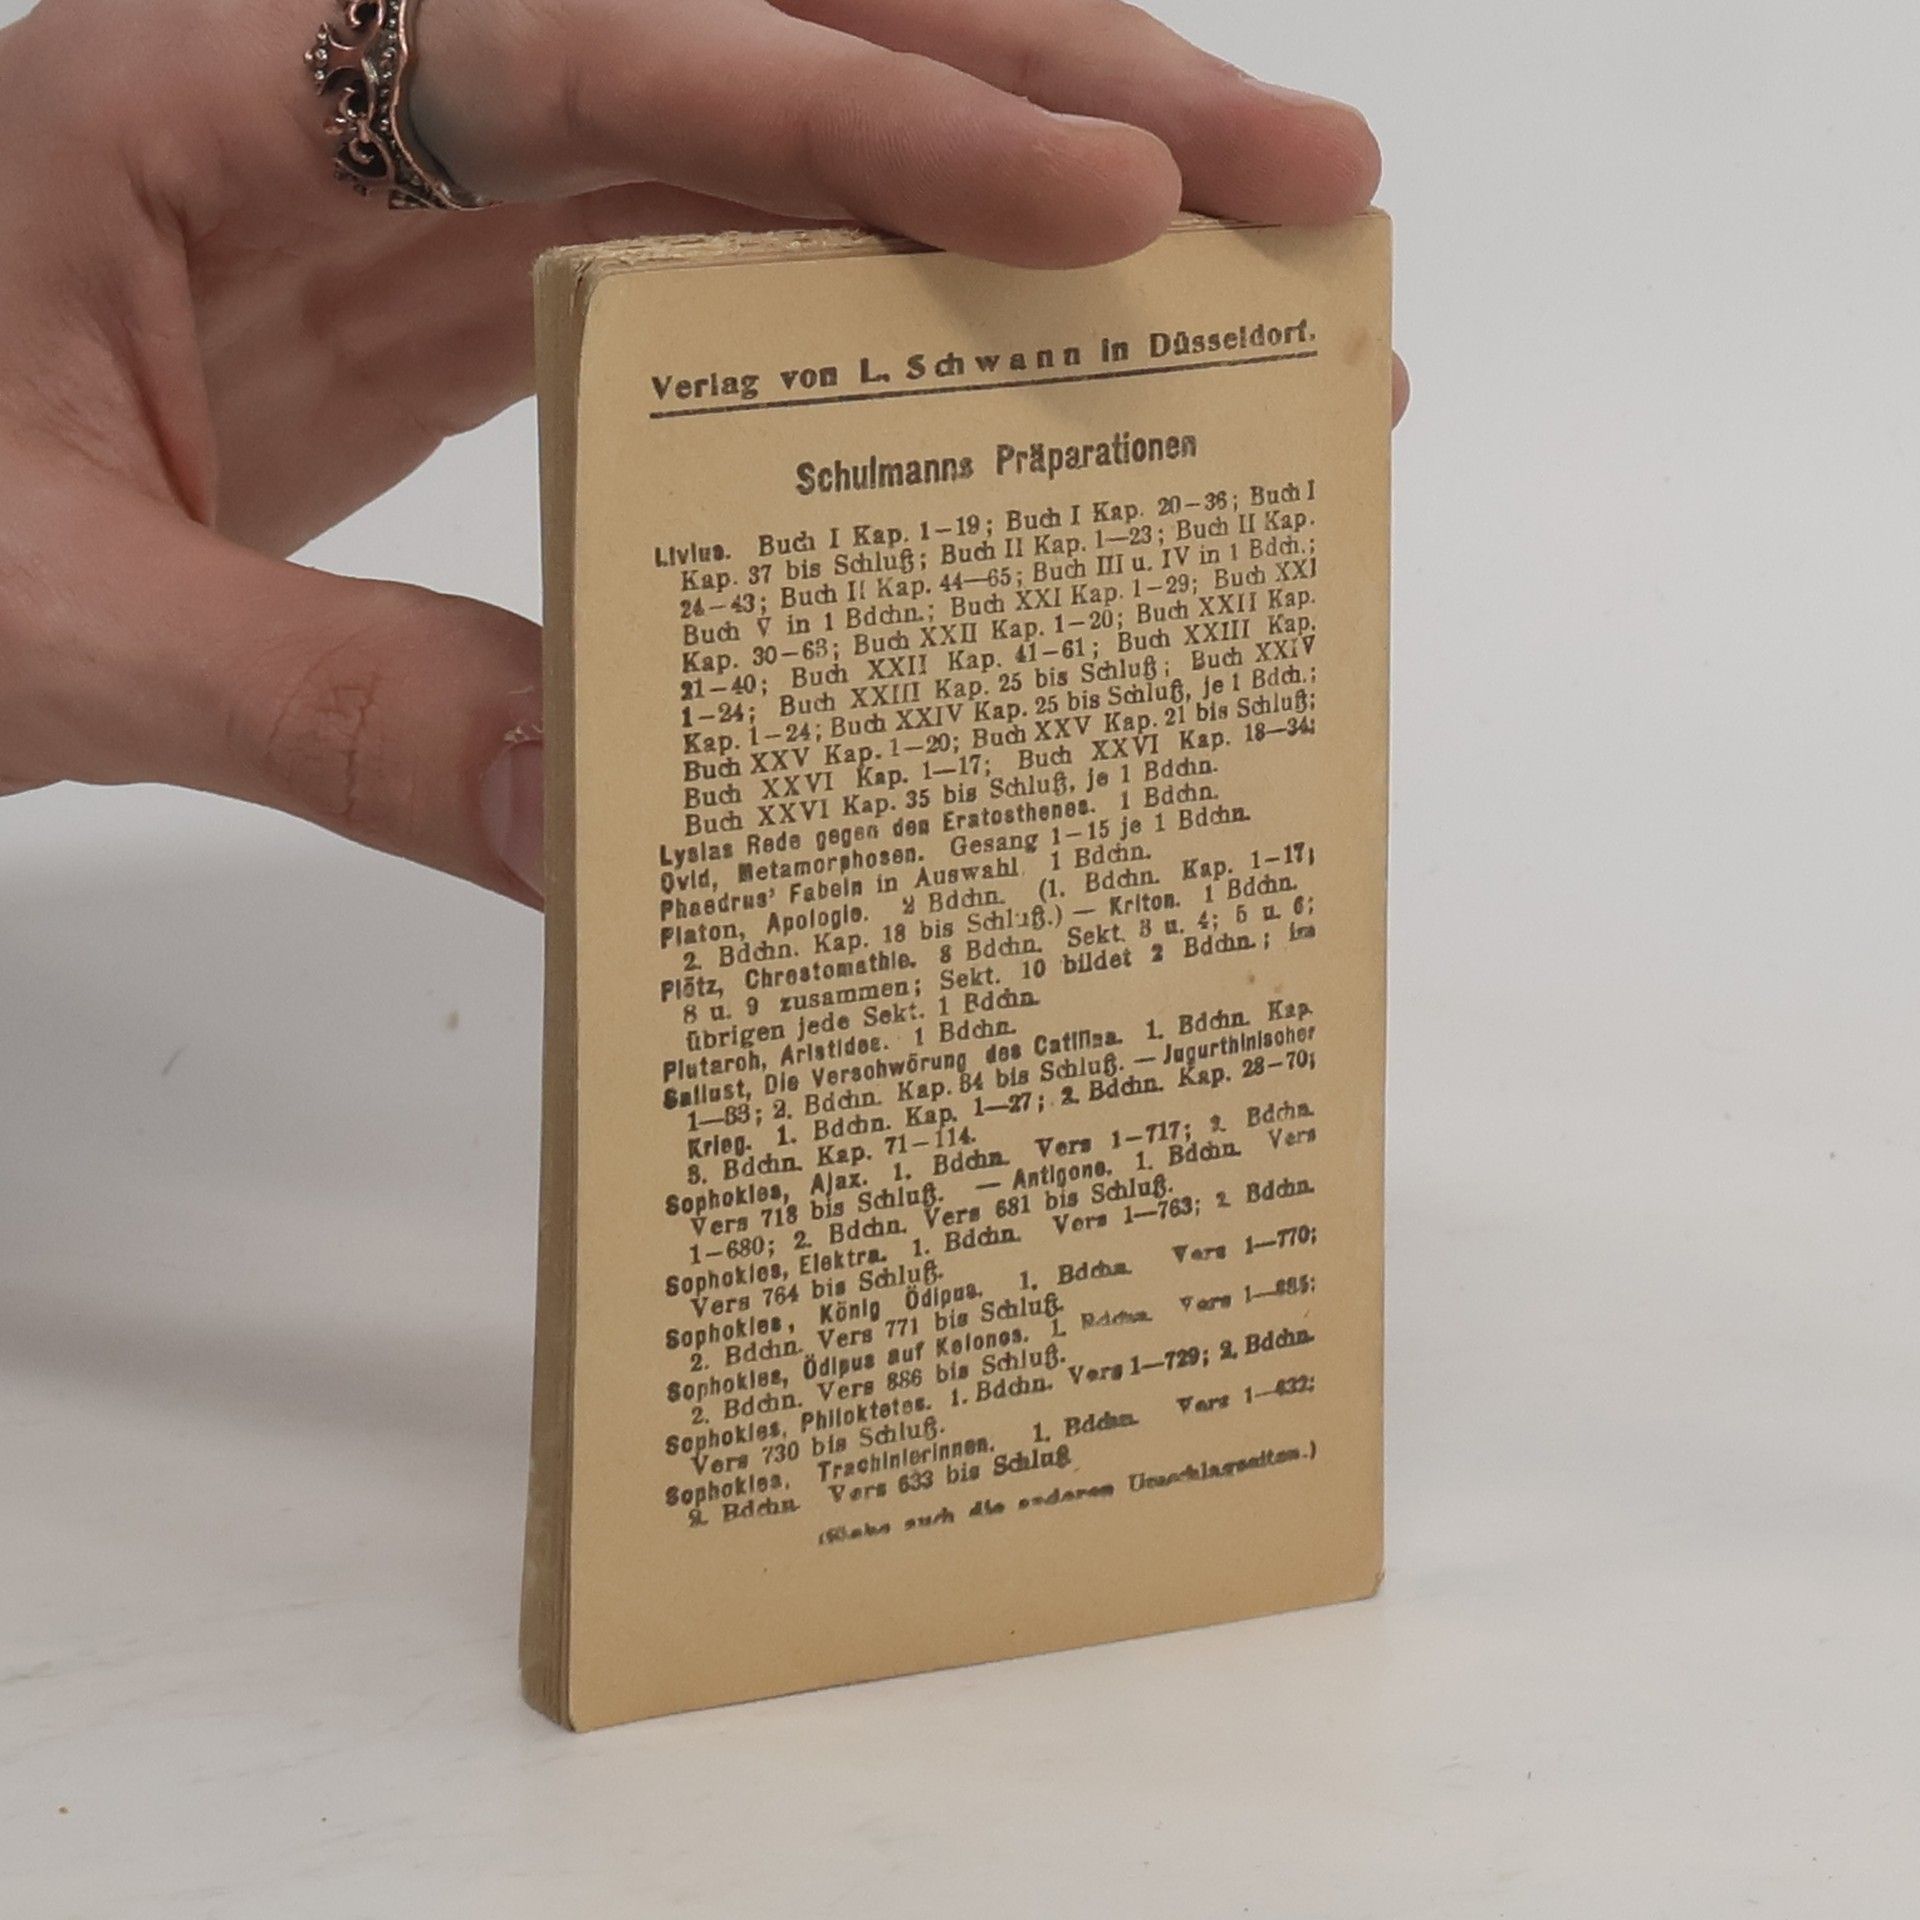 Verlag von L. Schwann in Düsseldorf.
Schulmanns Präparationen
Livius. Buch I Kap. 1–19; Buch I Kap. 20–36; Buch I
Kap. 37 bis Schluß; Buch II Kap. 1—23; Buch II Kap.
24–43; Buch II Kap. 44—65; Buch III u. IV in 1 Bdch.;
Buch V in 1 Bdchn.; Buch XXI Kap. 1–29; Buch XXI
Kap. 30–63; Buch XXII Kap. 1–20; Buch XXII Kap.
21–40; Buch XXII Kap. 41–61; Buch XXIII Kap.
1–24; Buch XXIII Kap. 25 bis Schluß; Buch XXIV
Kap. 1–24; Buch XXIV Kap. 25 bis Schluß, je 1 Bdch.;
Buch XXV Kap. 1–20; Buch XXV Kap. 21 bis Schluß;
Buch XXVI Kap. 1—17; Buch XXVI Kap. 18—34;
Buch XXVI Kap. 35 bis Schluß, je 1 Bdchn.
Lysias Rede gegen den Eratosthenes. 1 Bdchn.
Ovid, Metamorphosen. Gesang 1–15 je 1 Bdchn.
Phaedrus' Fabeln in Auswahl 1 Bdchn.
Platon, Apologie. 2 Bdchn. (1. Bdchn. Kap. 1–17;
2. Bdchn. Kap. 18 bis Schluß.) — Kriton. 1 Bdchn.
Plötz, Chrestomathie. 8 Bdchn. Sekt. 3 u. 4; 5 u. 6;
8 u. 9 zusammen; Sekt. 10 bildet 2 Bdchn.; im
übrigen jede Sekt. 1 Bdchn.
Plutarch, Aristides. 1 Bdchn.
Sallust, Die Verschwörung des Catilina. 1. Bdchn. Kap.
1—33; 2. Bdchn. Kap. 34 bis Schluß. — Jugurthinischer
Krieg. 1. Bdchn. Kap. 1—27; 2. Bdchn. Kap. 28–70;
3. Bdchn. Kap. 71–114.
Sophokles, Ajax. 1. Bdchn. Vers 1–717; 2. Bdchn.
Vers 718 bis Schluß. — Antigone. 1. Bdchn. Vers
1–680; 2. Bdchn. Vers 681 bis Schluß.
Sophokles, Elektra. 1. Bdchn. Vers 1—763; 2. Bdchn.
Vers 764 bis Schluß.
Sophokles, König Ödipus. 1. Bdchn. Vers 1—770;
2. Bdchn. Vers 771 bis Schluß.
Sophokles, Ödipus auf Kolonos. 1. Bdchn. Vers 1—885;
2. Bdchn. Vers 886 bis Schluß.
Sophokles, Philoktetes. 1. Bdchn. Vers 1—729; 2. Bdchn.
Vers 730 bis Schluß.
Sophokles, Trachinierinnen. 1. Bdchn. Vers 1—632;
2. Bdchn. Vers 633 bis Schluß
(Siehe auch die anderen Umschlagseiten.)